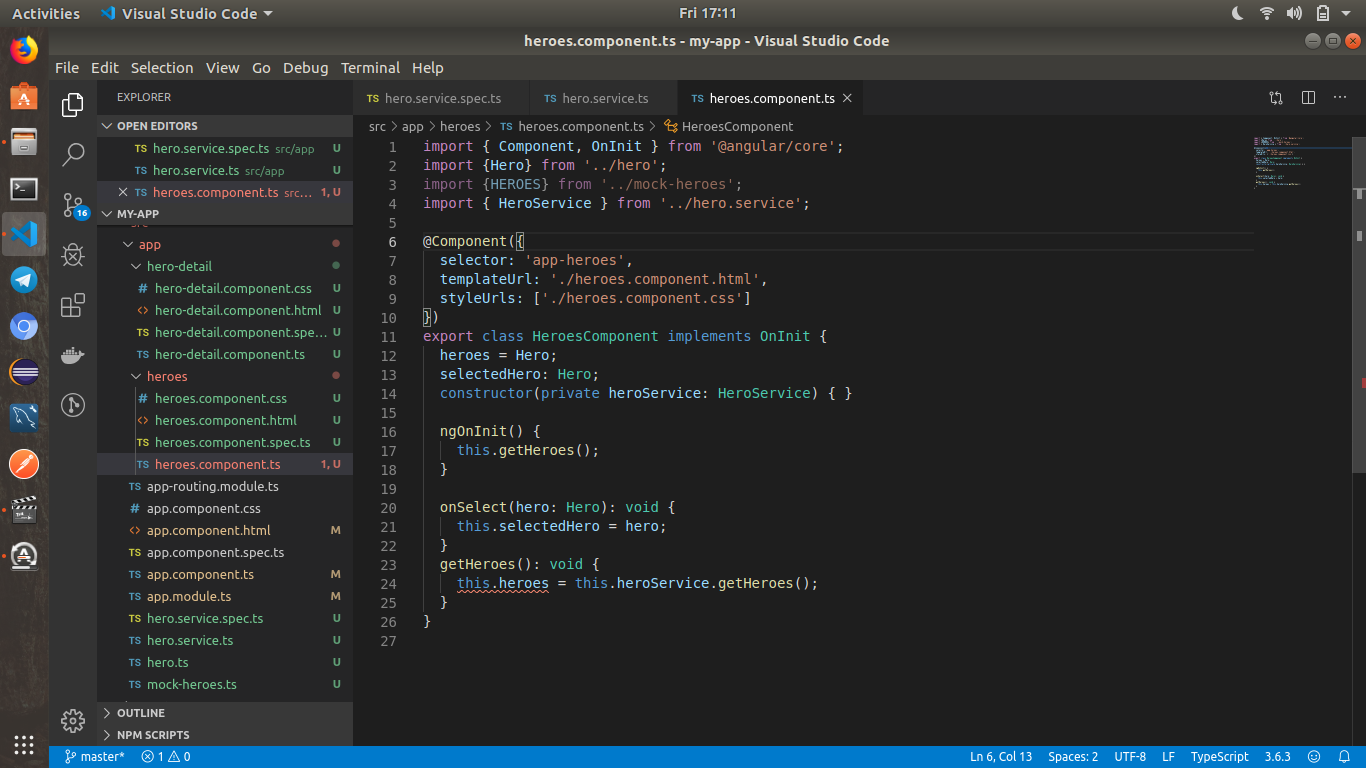 Activities
Visual Studio Code
Fri 17:11
heroes.component.ts - my-app - Visual Studio Code
File Edit Selection View Go Debug Terminal Help
EXPLORER
OPEN EDITORS
TS hero.service.spec.ts src/app U
TS hero.service.ts src/app U
TS heroes.component.ts src... 1, U
16
MY-APP
app
hero-detail
# hero-detail.component.css U
<> hero-detail.component.html U
TS hero-detail.component.spe... U
TS hero-detail.component.ts U
heroes
# heroes.component.css U
<> heroes.component.html U
TS heroes.component.spec.ts U
TS heroes.component.ts 1, U
TS app-routing.module.ts
# app.component.css
<> app.component.html M
TS app.component.spec.ts
TS app.component.ts M
TS app.module.ts M
TS hero.service.spec.ts U
TS hero.service.ts U
TS hero.ts U
TS mock-heroes.ts U
OUTLINE
NPM SCRIPTS
TS hero.service.spec.ts TS hero.service.ts TS heroes.component.ts
src > app > heroes > TS heroes.component.ts > HeroesComponent
1 import { Component, OnInit } from '@angular/core';
2 import {Hero} from '../hero';
3 import {HEROES} from '../mock-heroes';
4 import { HeroService } from '../hero.service';
5
6 @Component({
7 selector: 'app-heroes',
8 templateUrl: './heroes.component.html',
9 styleUrls: ['./heroes.component.css']
10 })
11 export class HeroesComponent implements OnInit {
12 heroes = Hero;
13 selectedHero: Hero;
14 constructor(private heroService: HeroService) { }
15
16 ngOnInit() {
17 this.getHeroes();
18 }
19
20 onSelect(hero: Hero): void {
21 this.selectedHero = hero;
22 }
23 getHeroes(): void {
24 this.heroes = this.heroService.getHeroes();
25 }
26 }
27
master* 1 0 Ln 6, Col 13 Spaces: 2 UTF-8 LF TypeScript 3.6.3